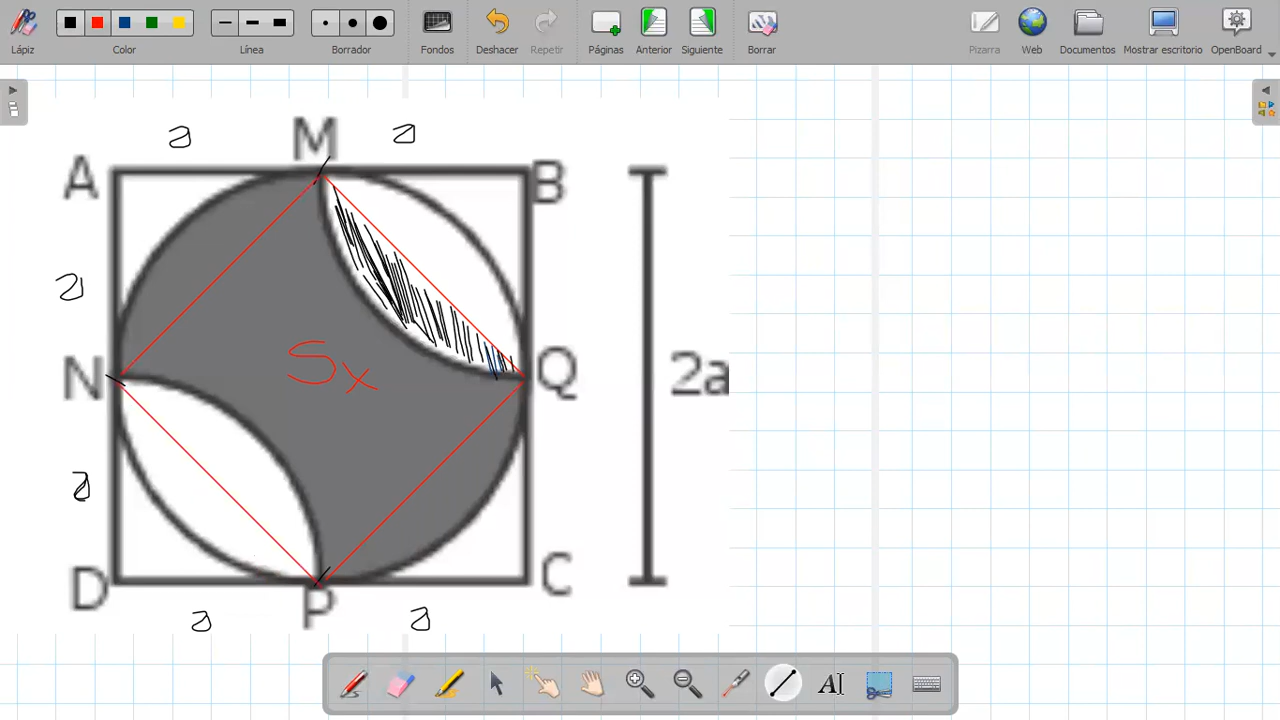 Lápiz Color Línea Borrador Fondos Deshacer Repetir Páginas Anterior Siguiente Borrar Pizarra Web Documentos Mostrar escritorio OpenBoard
a M a
A B
a
Sx
N Q 2a
a
D C
a P a
A